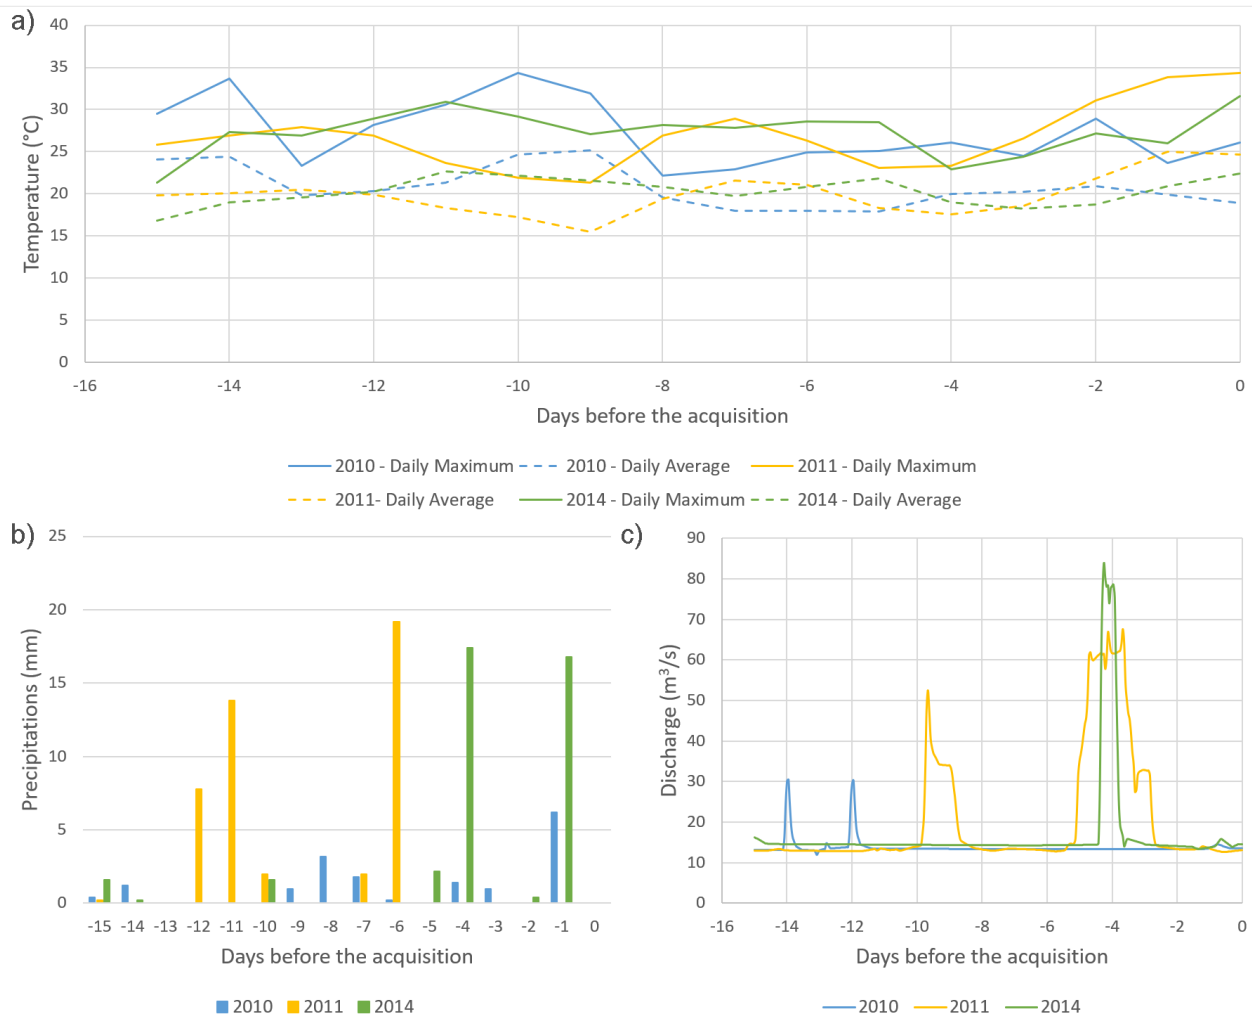 a)
40
35
30
25
20
15
10
5
0
Temperature (°C)
-16 -14 -12 -10 -8 -6 -4 -2 0
Days before the acquisition
2010 - Daily Maximum 2010 - Daily Average 2011 - Daily Maximum
2011- Daily Average 2014 - Daily Maximum 2014 - Daily Average
b)
25
20
15
10
5
0
Precipitations (mm)
-15 -14 -13 -12 -11 -10 -9 -8 -7 -6 -5 -4 -3 -2 -1 0
Days before the acquisition
2010 2011 2014
c)
90
80
70
60
50
40
30
20
10
0
Discharge (m³/s)
-16 -14 -12 -10 -8 -6 -4 -2 0
Days before the acquisition
2010 2011 2014